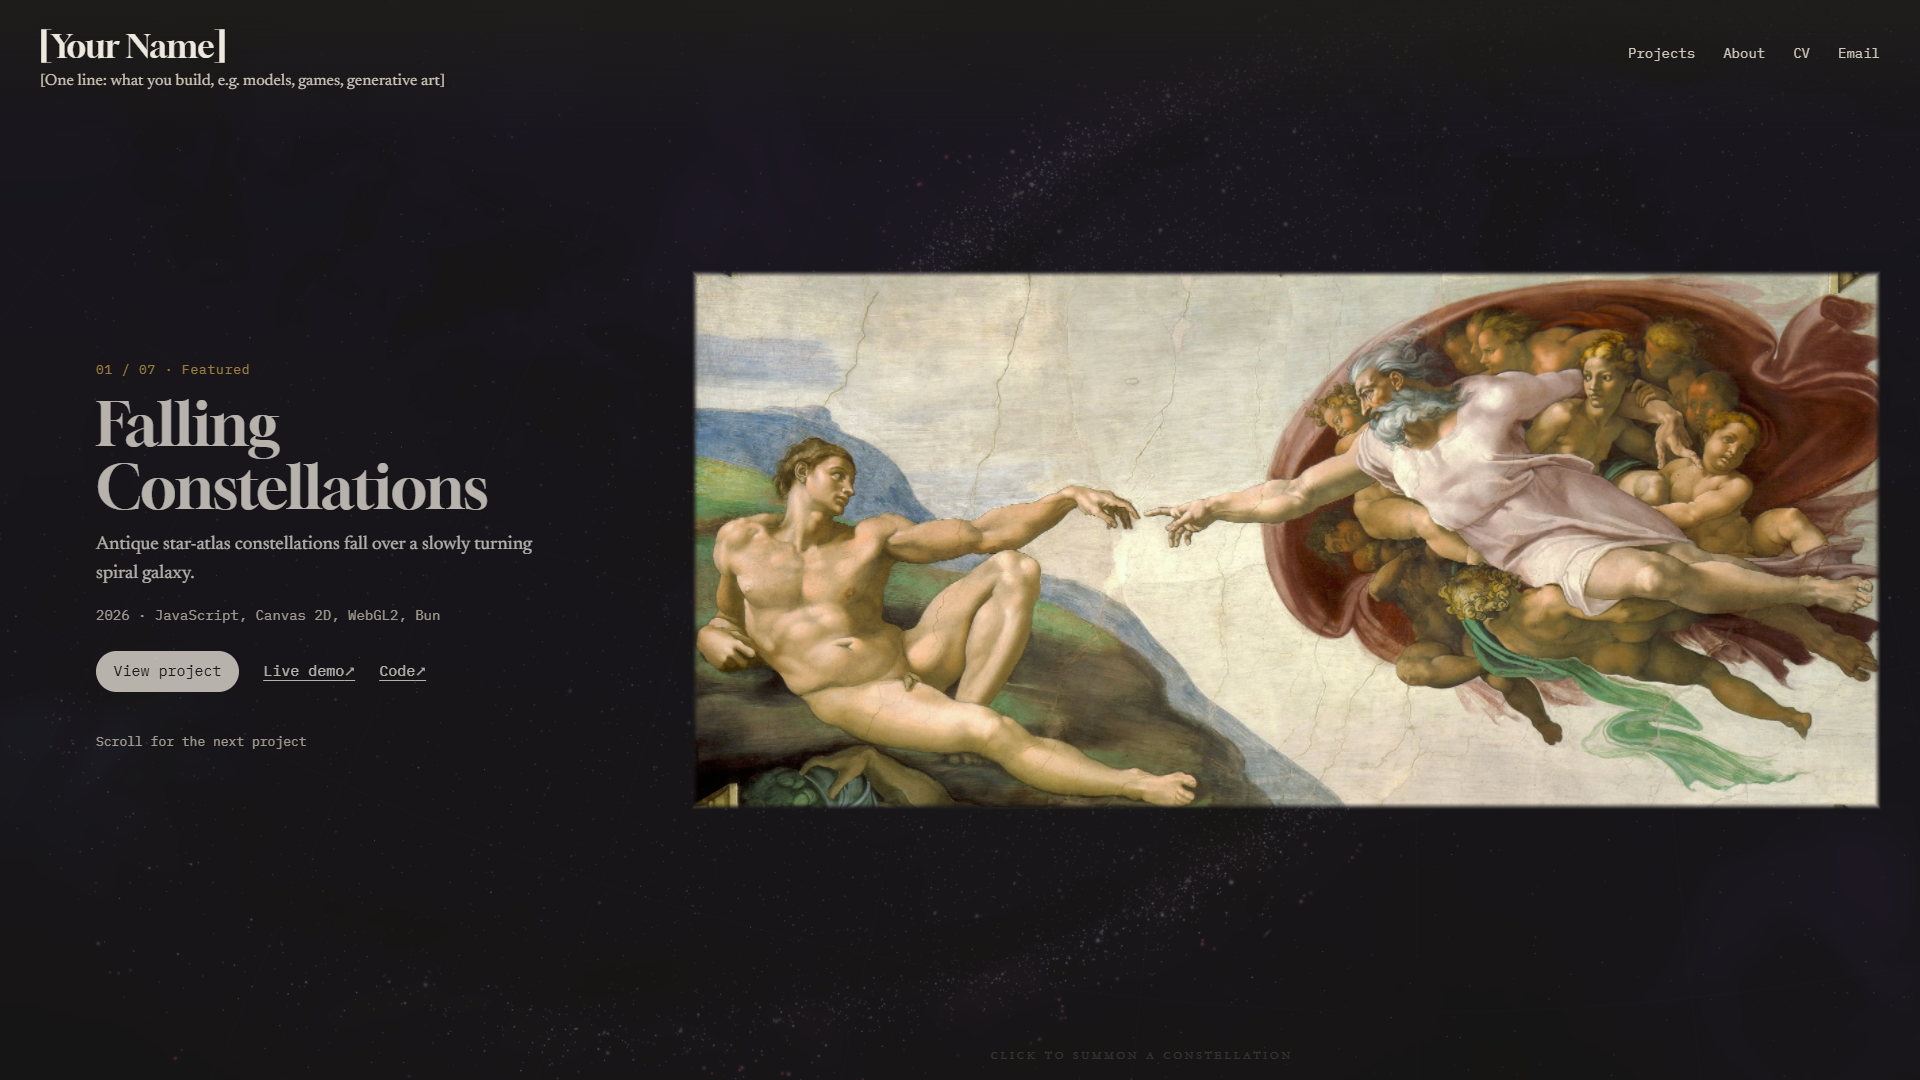 [Your Name]
[One line: what you build, e.g. models, games, generative art]
Projects About CV Email
01 / 07 · Featured
Falling
Constellations
Antique star-atlas constellations fall over a slowly turning
spiral galaxy.
2026 · JavaScript, Canvas 2D, WebGL2, Bun
View project Live demo↗ Code↗
Scroll for the next project
CLICK TO SUMMON A CONSTELLATION